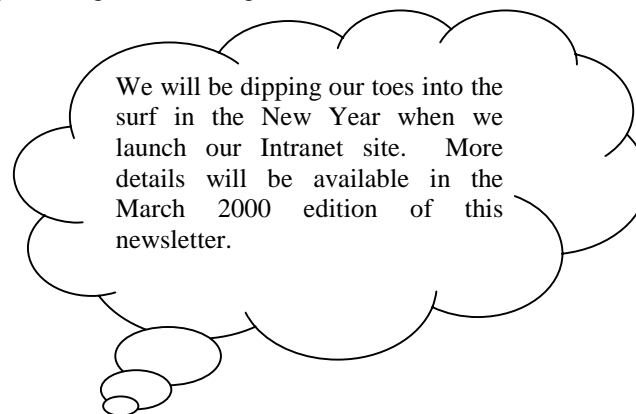 We will be dipping our toes into the
surf in the New Year when we
launch our Intranet site. More
details will be available in the
March 2000 edition of this
newsletter.